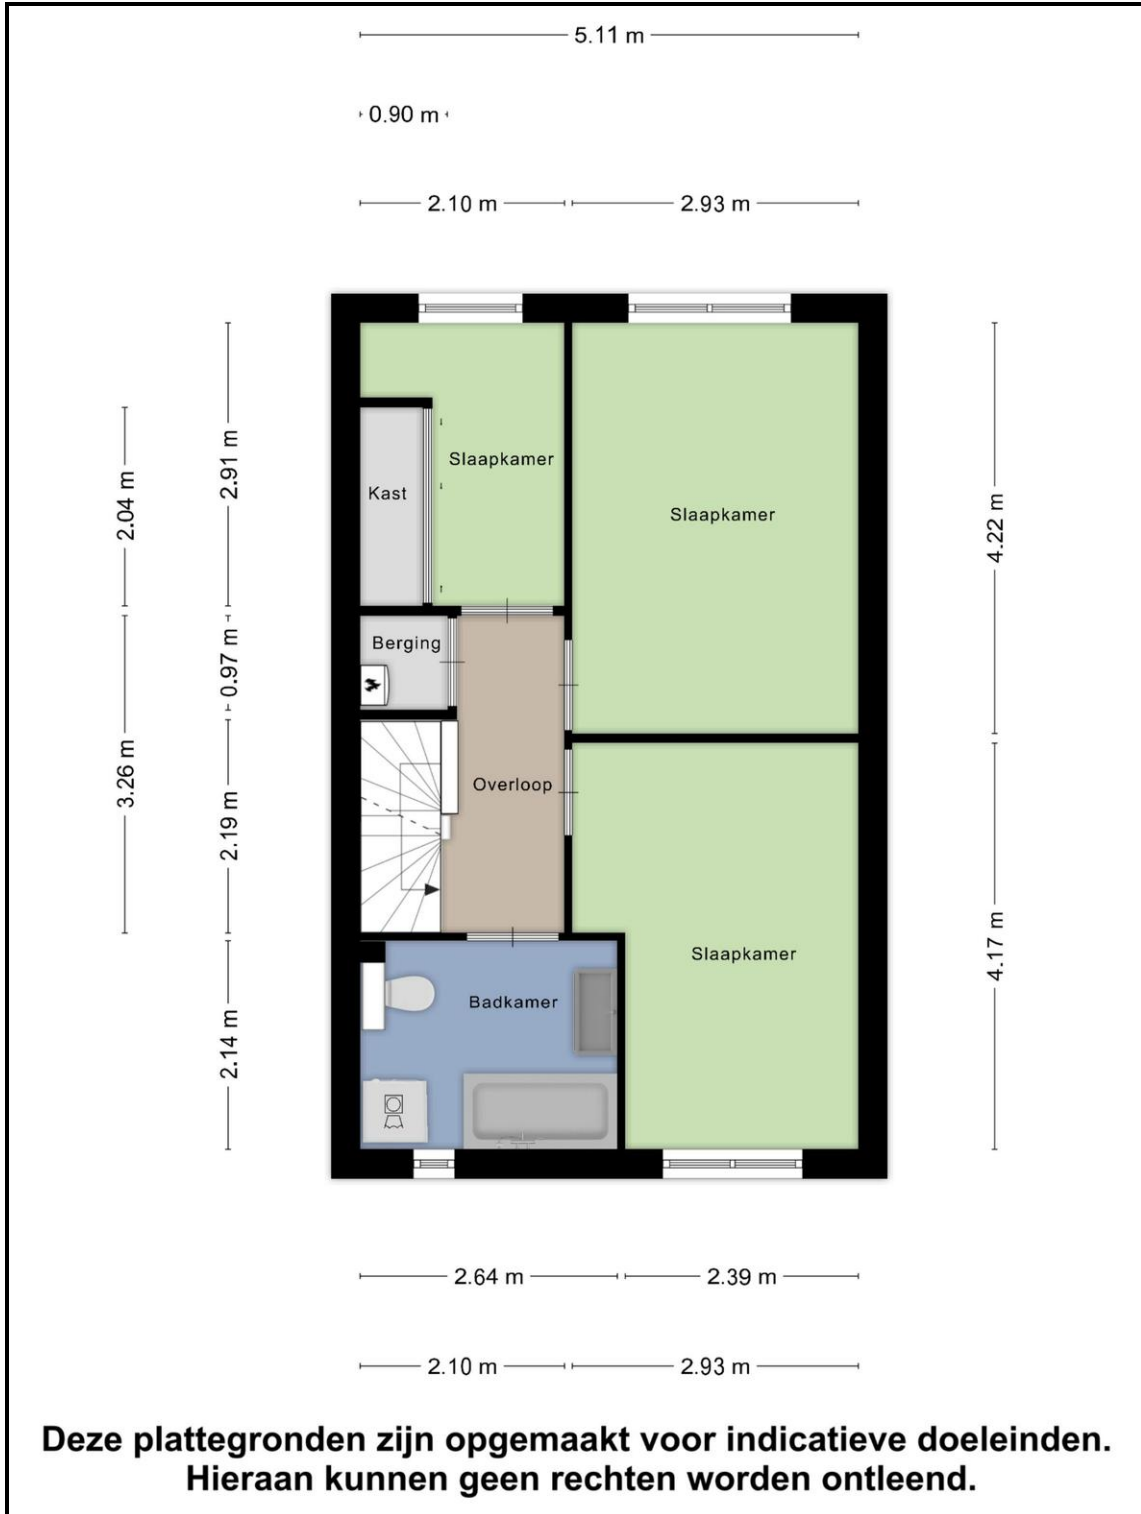 5.11 m
0.90 m
2.10 m
2.93 m
2.04 m
2.91 m
Kast
Slaapkamer
Slaapkamer
4.22 m
Berging
0.97 m
3.26 m
2.19 m
Overloop
Slaapkamer
4.17 m
Badkamer
2.14 m
2.64 m
2.39 m
2.10 m
2.93 m
Deze plattegronden zijn opgemaakt voor indicatieve doeleinden.
Hieraan kunnen geen rechten worden ontleend.